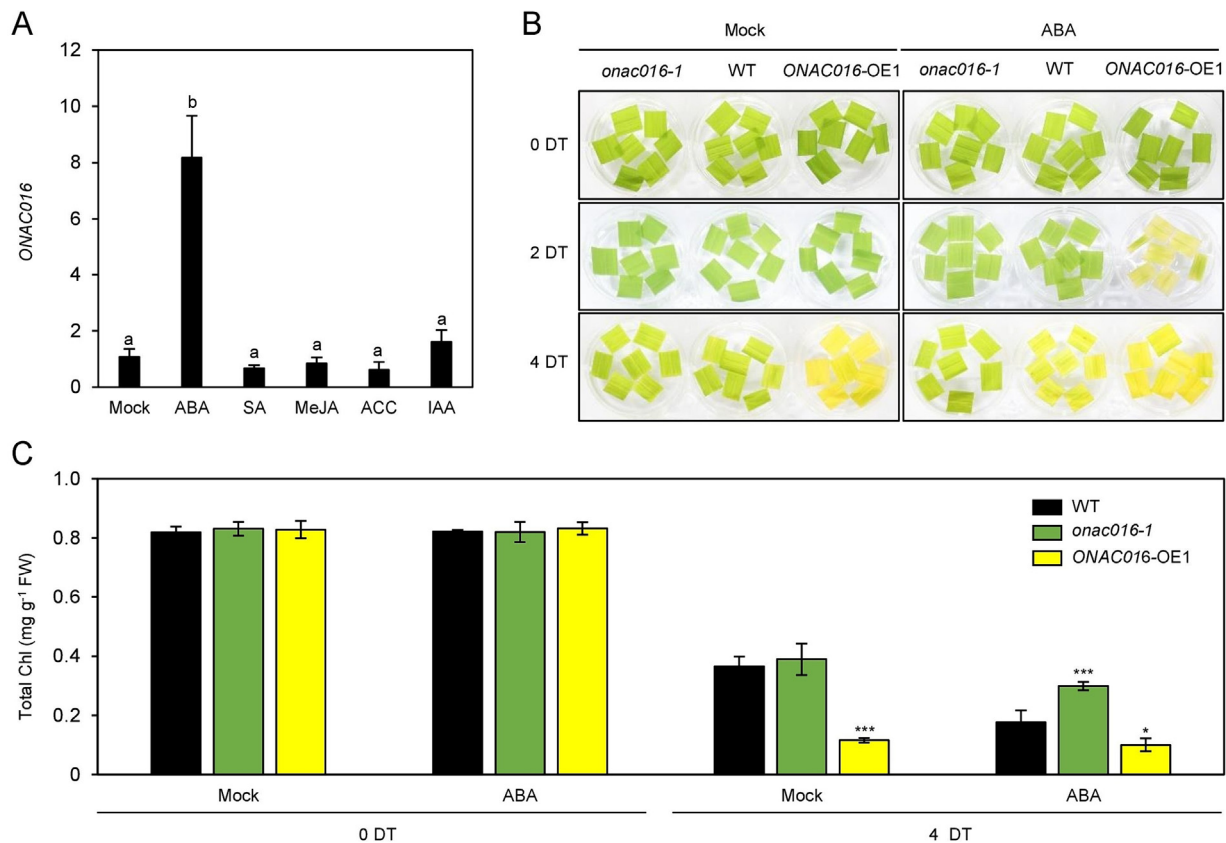 A
ONAC016
12
10
8
6
4
2
0
a
b
a
a
a
a
Mock ABA SA MeJA ACC IAA
B
Mock ABA
onac016-1 WT ONAC016-OE1 onac016-1 WT ONAC016-OE1
0 DT
2 DT
4 DT
C
Total Chl (mg g⁻¹ FW)
1.0
0.8
0.6
0.4
0.2
0
WT
onac016-1
ONAC016-OE1
***
***
*
Mock ABA Mock ABA
0 DT 4 DT